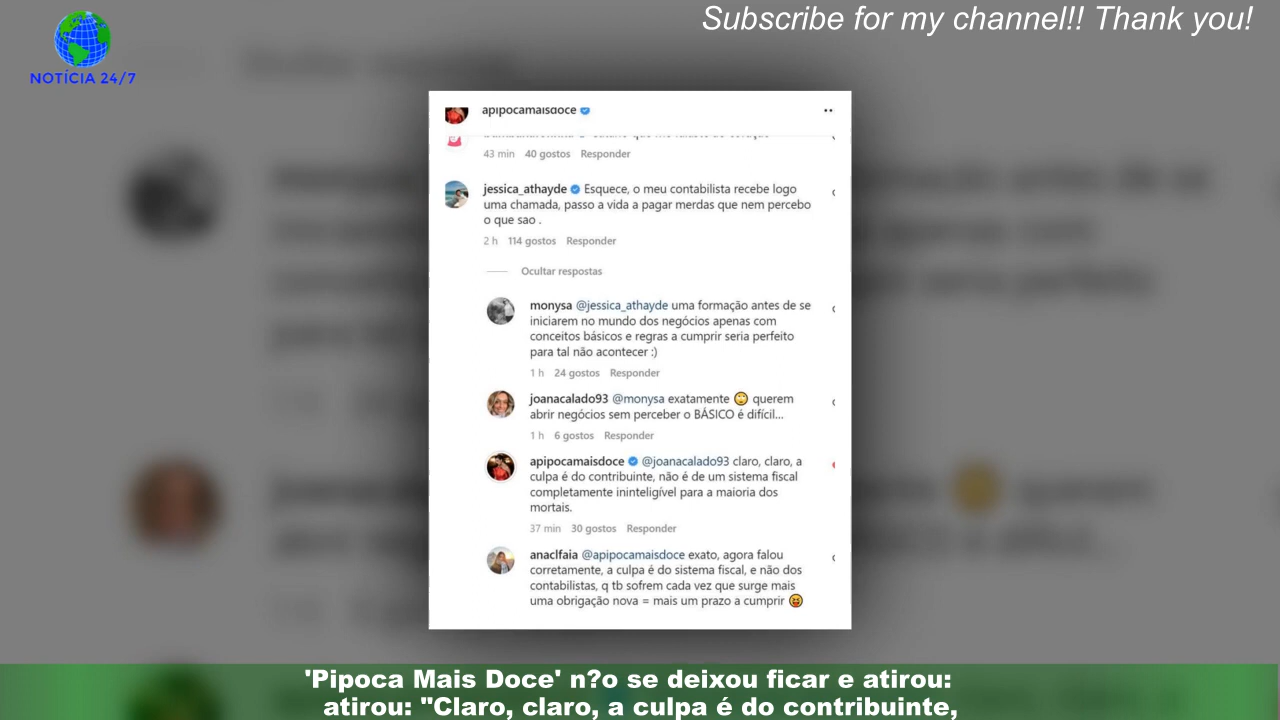 Subscribe for my channel!! Thank you!
NOTÍCIA 24/7
apipocamaisdoce
43 min 40 gostos Responder
jessica_athayde Esquece, o meu contabilista recebe logo
uma chamada, passo a vida a pagar merdas que nem percebo
o que sao .
2 h 114 gostos Responder
Ocultar respostas
monysa @jessica_athayde uma formação antes de se
iniciarem no mundo dos negócios apenas com
conceitos básicos e regras a cumprir seria perfeito
para tal não acontecer :)
1 h 24 gostos Responder
joanacalado93 @monysa exatamente 🙄 querem
abrir negócios sem perceber o BÁSICO é difícil...
1 h 6 gostos Responder
apipocamaisdoce @joanacalado93 claro, claro, a
culpa é do contribuinte, não é de um sistema fiscal
completamente ininteligível para a maioria dos
mortais.
37 min 30 gostos Responder
anaclfaia @apipocamaisdoce exato, agora falou
corretamente, a culpa é do sistema fiscal, e não dos
contabilistas, q tb sofrem cada vez que surge mais
uma obrigação nova = mais um prazo a cumprir 😝
'Pipoca Mais Doce' n?o se deixou ficar e atirou:
atirou: "Claro, claro, a culpa é do contribuinte,